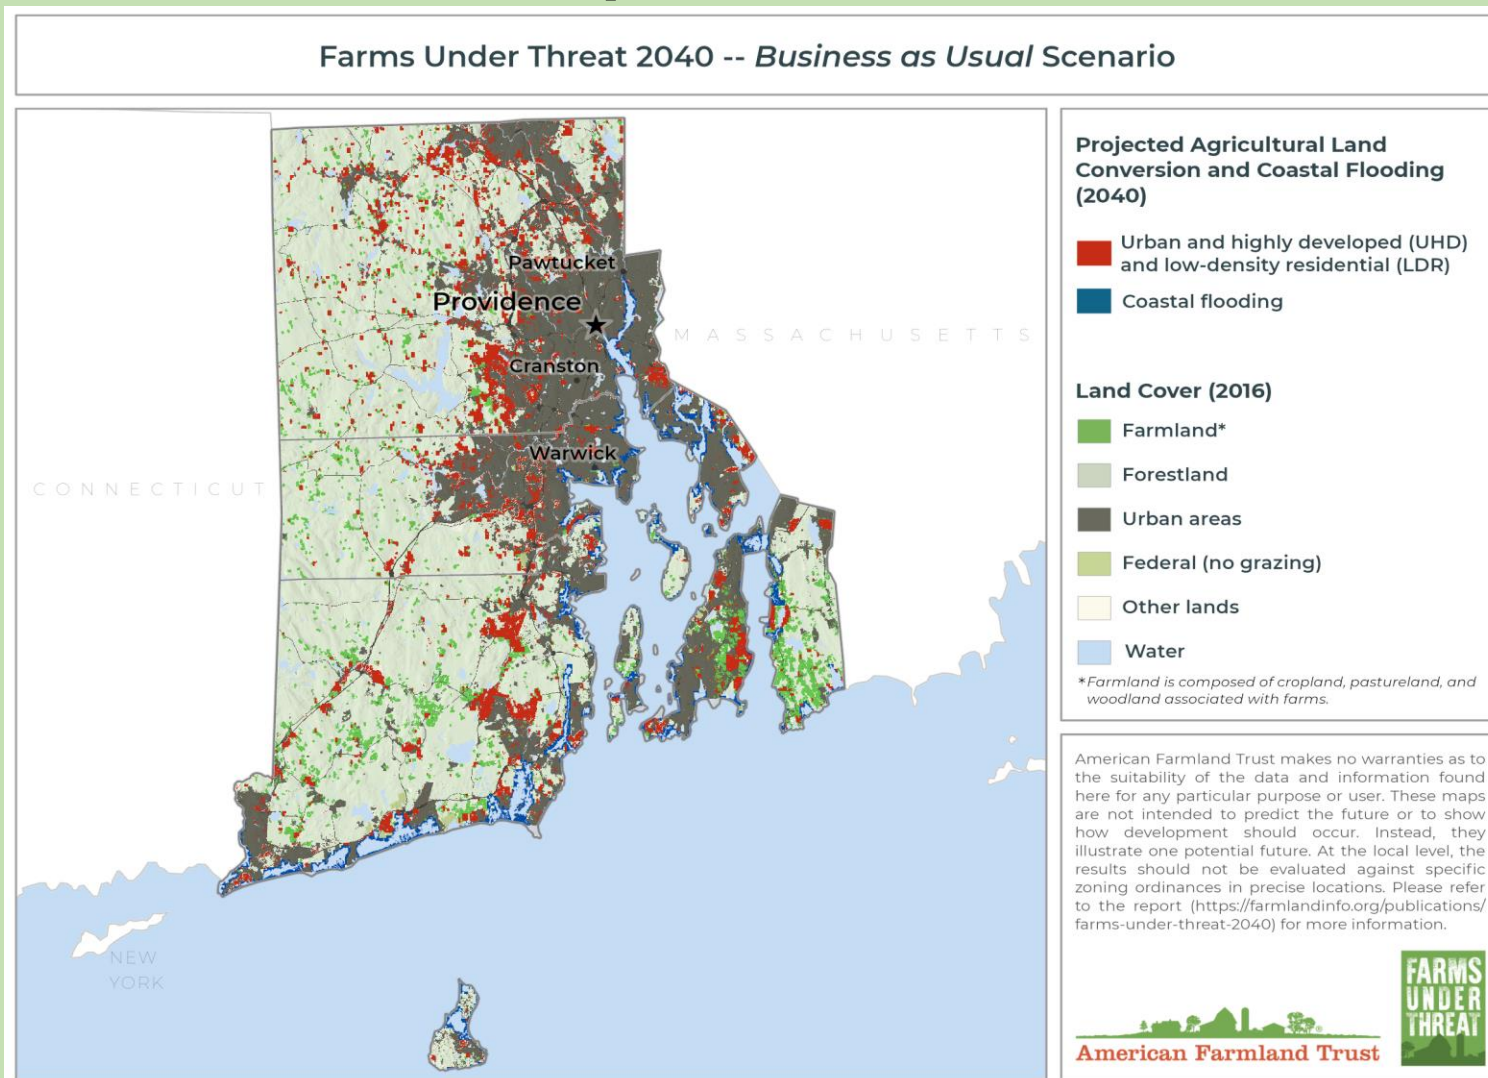 Farms Under Threat 2040 -- Business as Usual Scenario
Pawtucket
Providence
MASSACHUSETTS
Cranston
Warwick
CONNECTICUT
NEW
YORK
Projected Agricultural Land
Conversion and Coastal Flooding
(2040)
Urban and highly developed (UHD)
and low-density residential (LDR)
Coastal flooding
Land Cover (2016)
Farmland*
Forestland
Urban areas
Federal (no grazing)
Other lands
Water
*Farmland is composed of cropland, pastureland, and
woodland associated with farms.
American Farmland Trust makes no warranties as to
the suitability of the data and information found
here for any particular purpose or user. These maps
are not intended to predict the future or to show
how development should occur. Instead, they
illustrate one potential future. At the local level, the
results should not be evaluated against specific
zoning ordinances in precise locations. Please refer
to the report (https://farmlandinfo.org/publications/
farms-under-threat-2040) for more information.
American Farmland Trust
FARMS
UNDER
THREAT